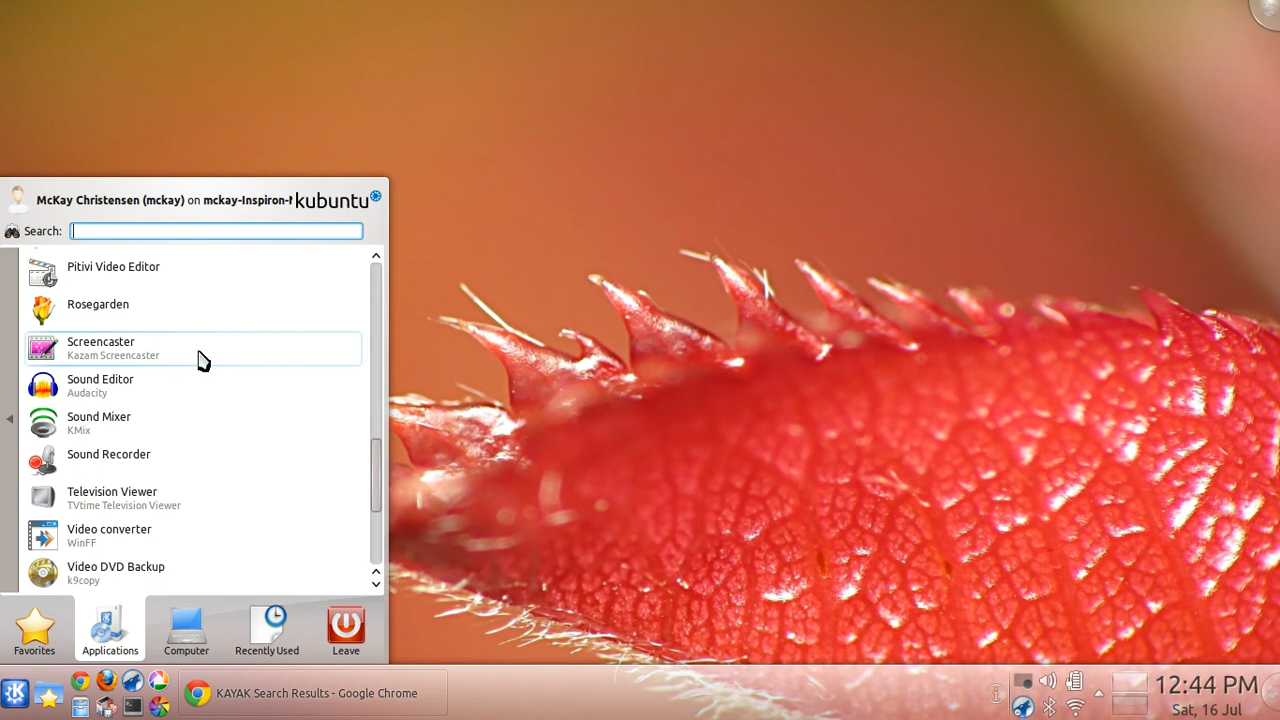 McKay Christensen (mckay) on mckay-Inspiron-
kubuntu
Search:
Pitivi Video Editor
Rosegarden
Screencaster
Kazam Screencaster
Sound Editor
Audacity
Sound Mixer
KMix
Sound Recorder
Television Viewer
TVtime Television Viewer
Video converter
WinFF
Video DVD Backup
k9copy
Favorites
Applications
Computer
Recently Used
Leave
KAYAK Search Results - Google Chrome
12:44 PM
Sat, 16 Jul